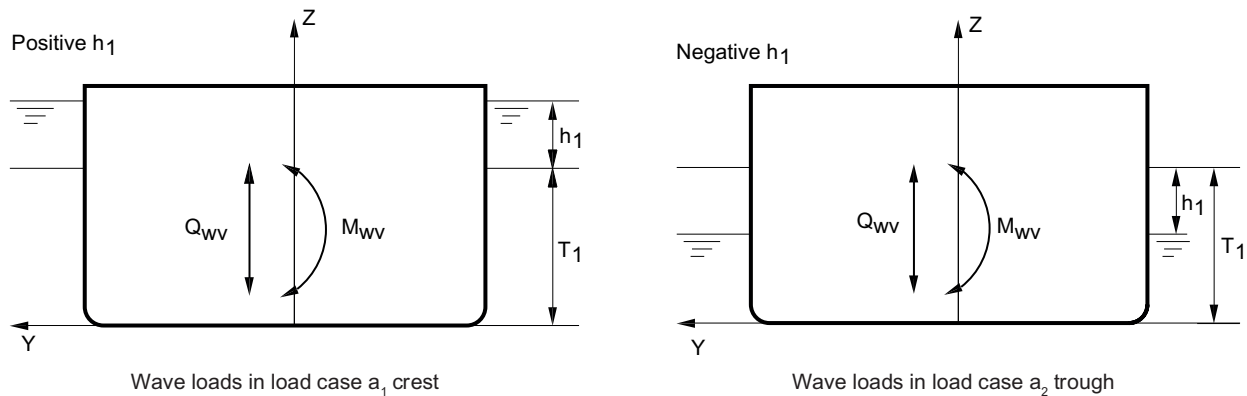 Z
Positive h1
h1
Qwv
Mwv
T1
Y
Wave loads in load case a1 crest
Z
Negative h1
h1
Qwv
Mwv
T1
Y
Wave loads in load case a2 trough